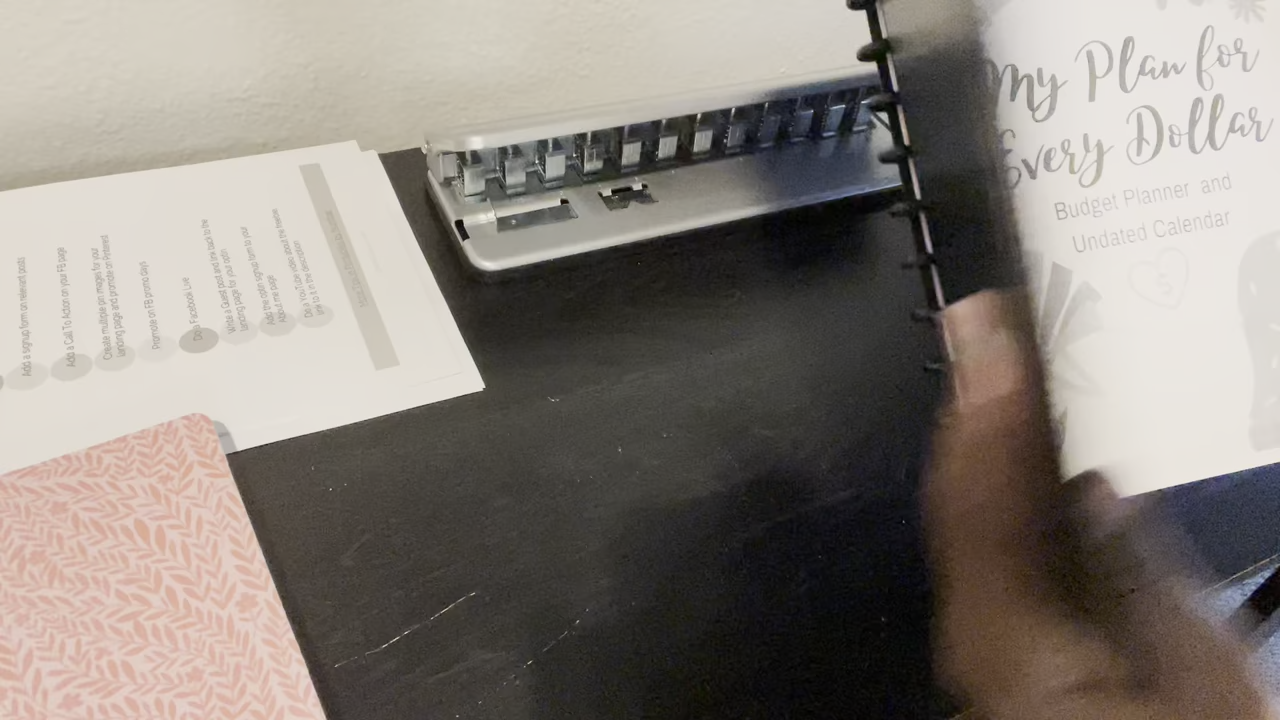 My Plan for
Every Dollar
Budget Planner and
Undated Calendar
$
Add a signup form on relevant posts
Add a Call To Action on your FB page
Create multiple pin images for your
landing page and promote on Pinterest
Promote on FB promo days
Do a Facebook Live
Write a Guest post and link back to the
landing page for your optin
Add the optin signup form to your
About me page
Do a YouTube video about the freebie
link to it in the description